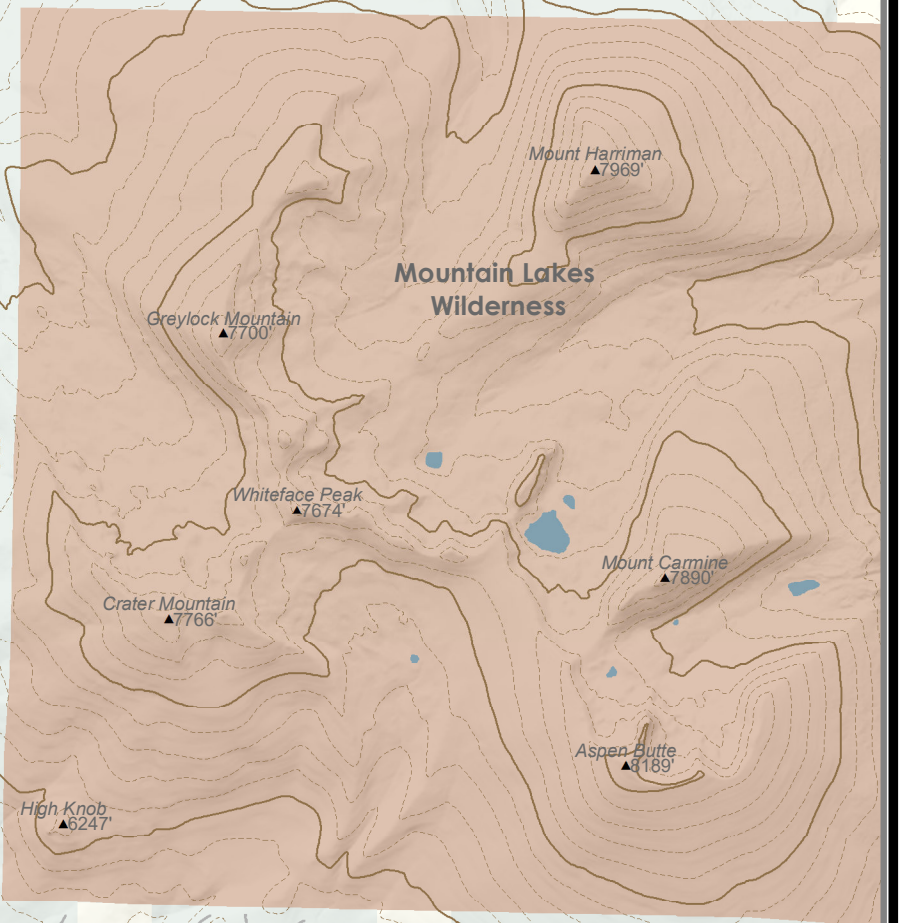 Mount Harriman
7969'
Mountain Lakes
Wilderness
Greylock Mountain
7700'
Whiteface Peak
7674'
Mount Carmine
7890'
Crater Mountain
7766'
Aspen Butte
8189'
High Knob
6247'